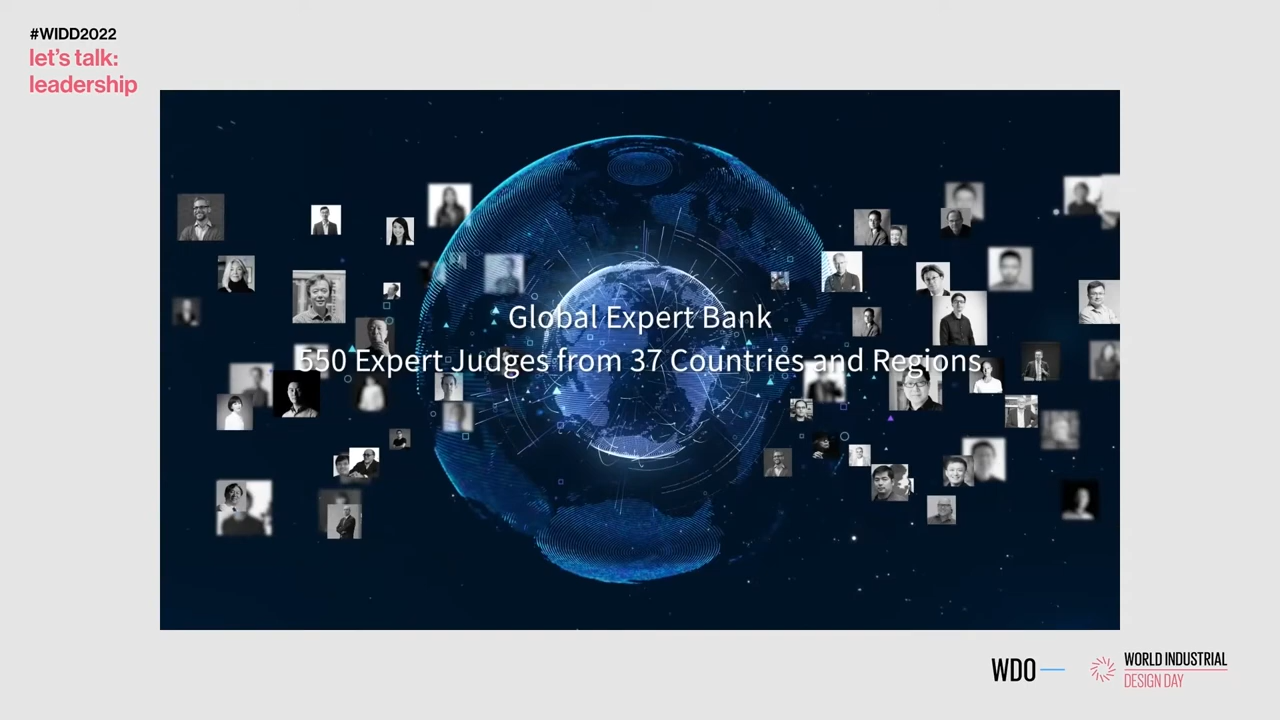 #WIDD2022
let's talk:
leadership
Global Expert Bank
550 Expert Judges from 37 Countries and Regions
WDO
WORLD INDUSTRIAL
DESIGN DAY